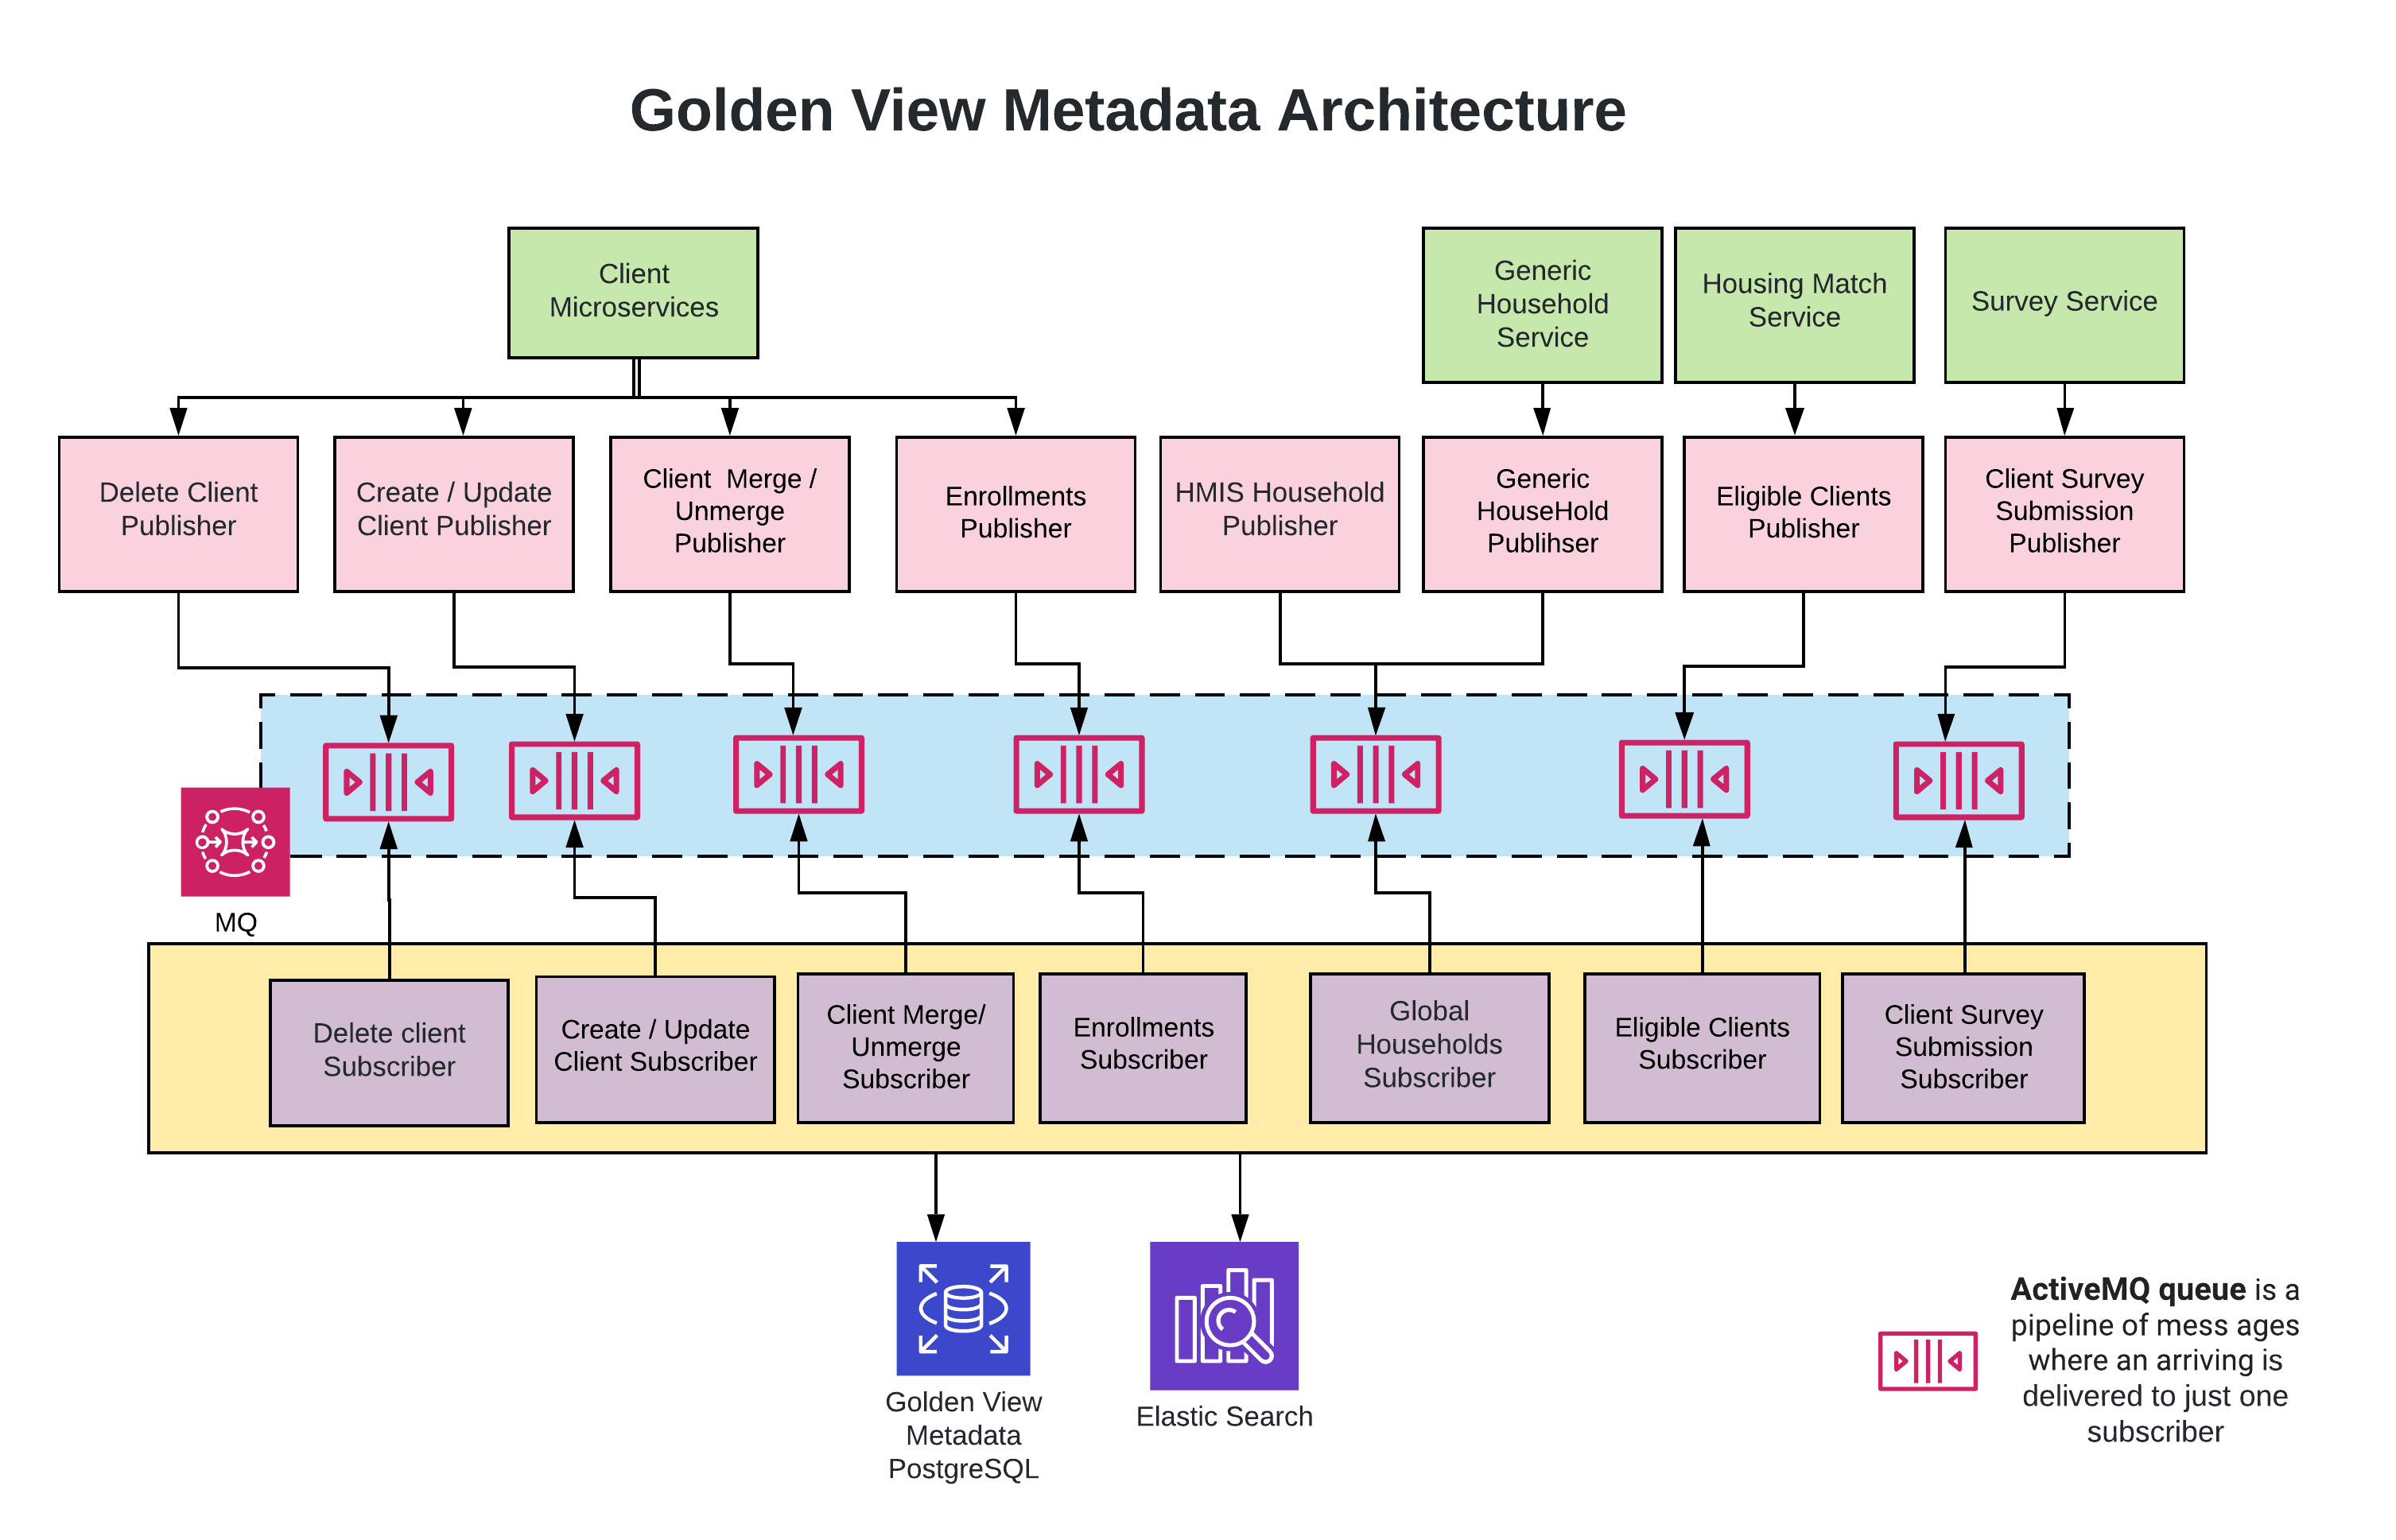 Golden View Metadata Architecture
Client
Microservices
Generic
Household
Service
Housing Match
Service
Survey Service
Delete Client
Publisher
Create / Update
Client Publisher
Client Merge /
Unmerge
Publisher
Enrollments
Publisher
HMIS Household
Publisher
Generic
HouseHold
Publihser
Eligible Clients
Publisher
Client Survey
Submission
Publisher
MQ
Delete client
Subscriber
Create / Update
Client Subscriber
Client Merge/
Unmerge
Subscriber
Enrollments
Subscriber
Global
Households
Subscriber
Eligible Clients
Subscriber
Client Survey
Submission
Subscriber
Golden View
Metadata
PostgreSQL
Elastic Search
ActiveMQ queue is a
pipeline of mess ages
where an arriving is
delivered to just one
subscriber